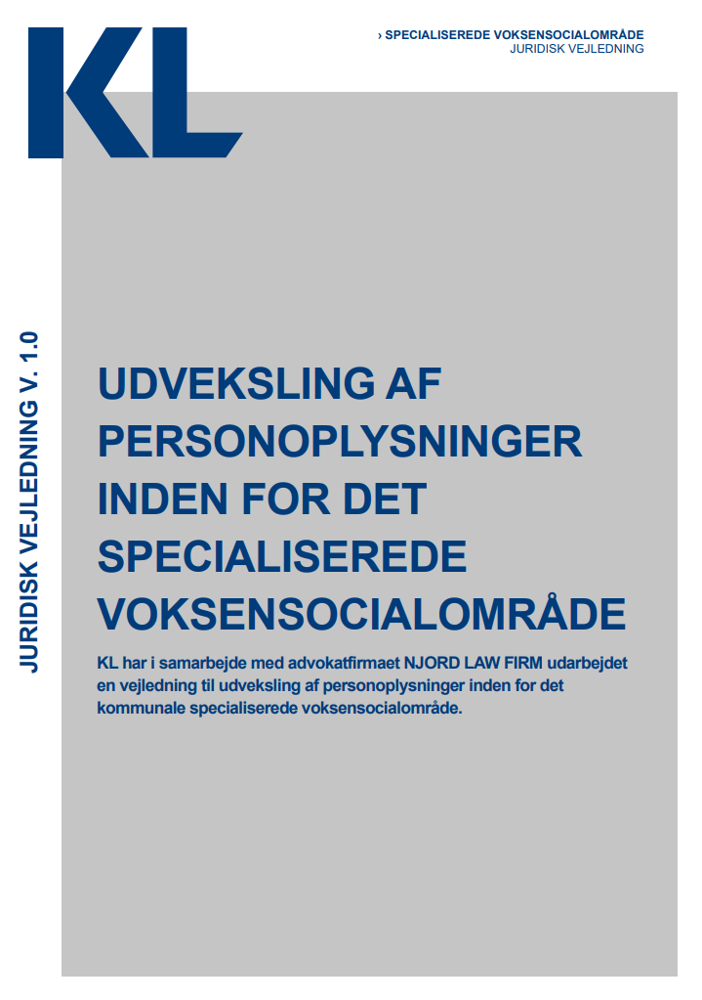 KL
› SPECIALISEREDE VOKSENSOCIALOMRÅDE
JURIDISK VEJLEDNING
JURIDISK VEJLEDNING V. 1.0
UDVEKSLING AF
PERSONOPLYSNINGER
INDEN FOR DET
SPECIALISEREDE
VOKSENSOCIALOMRÅDE
KL har i samarbejde med advokatfirmaet NJORD LAW FIRM udarbejdet
en vejledning til udveksling af personoplysninger inden for det
kommunale specialiserede voksensocialområde.